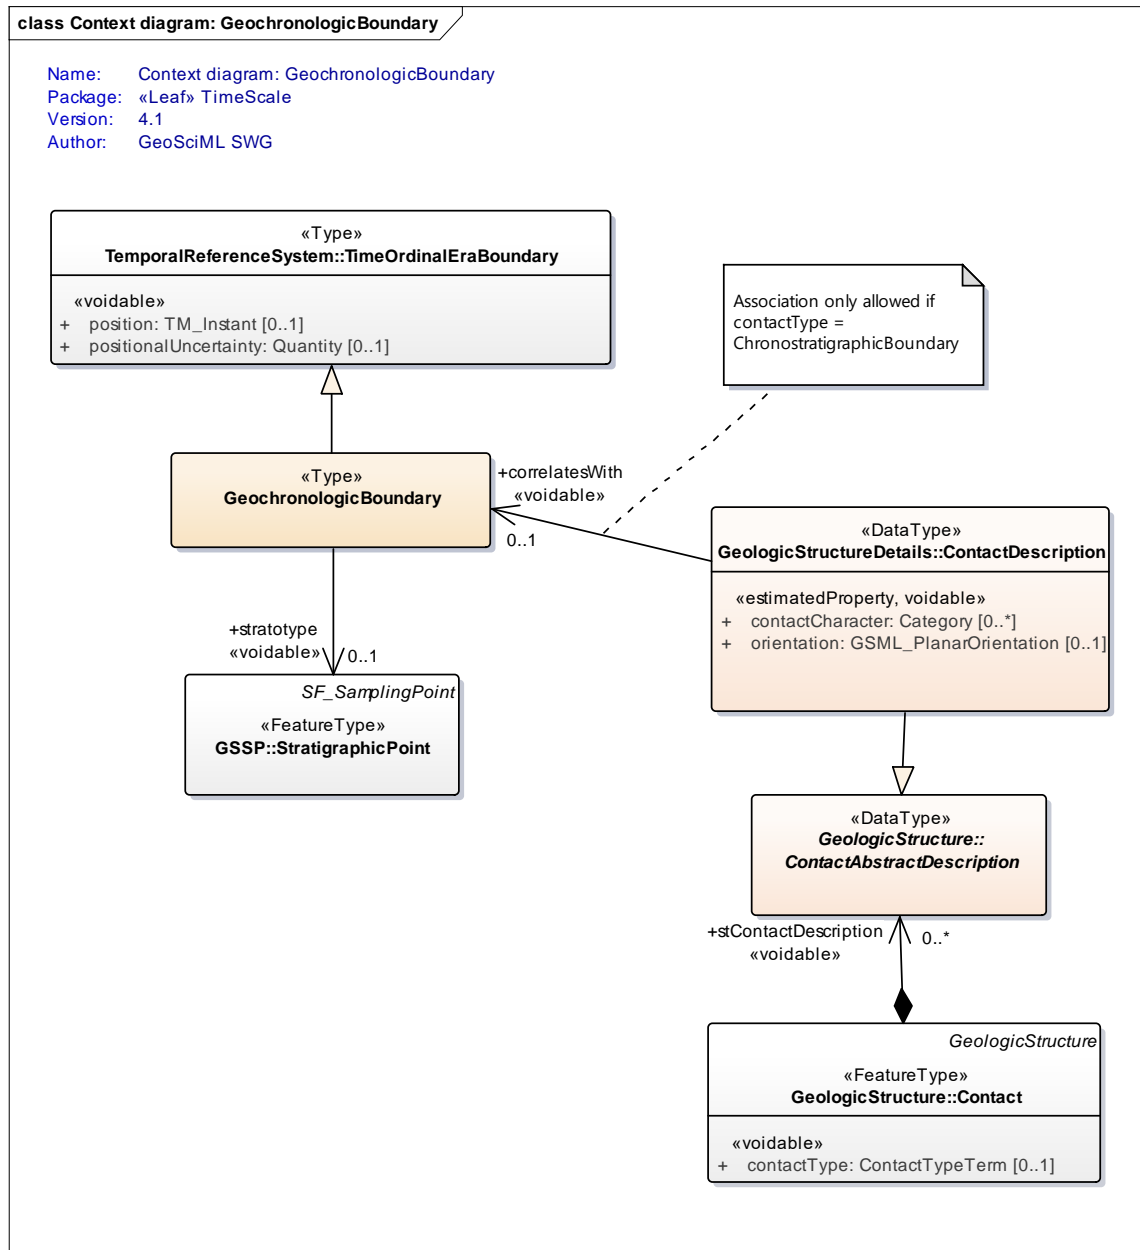 class Context diagram: GeochronologicBoundary
Name: Context diagram: GeochronologicBoundary
Package: «Leaf» TimeScale
Version: 4.1
Author: GeoSciML SWG
«Type»
TemporalReferenceSystem::TimeOrdinalEraBoundary
«voidable»
+ position: TM_Instant [0..1]
+ positionalUncertainty: Quantity [0..1]
Association only allowed if
contactType =
ChronostratigraphicBoundary
«Type»
GeochronologicBoundary
+correlatesWith
«voidable»
0..1
«DataType»
GeologicStructureDetails::ContactDescription
«estimatedProperty, voidable»
+ contactCharacter: Category [0..*]
+ orientation: GSML_PlanarOrientation [0..1]
+stratotype
«voidable»
0..1
SF_SamplingPoint
«FeatureType»
GSSP::StratigraphicPoint
«DataType»
GeologicStructure::
ContactAbstractDescription
+stContactDescription
«voidable»
0..*
GeologicStructure
«FeatureType»
GeologicStructure::Contact
«voidable»
+ contactType: ContactTypeTerm [0..1]